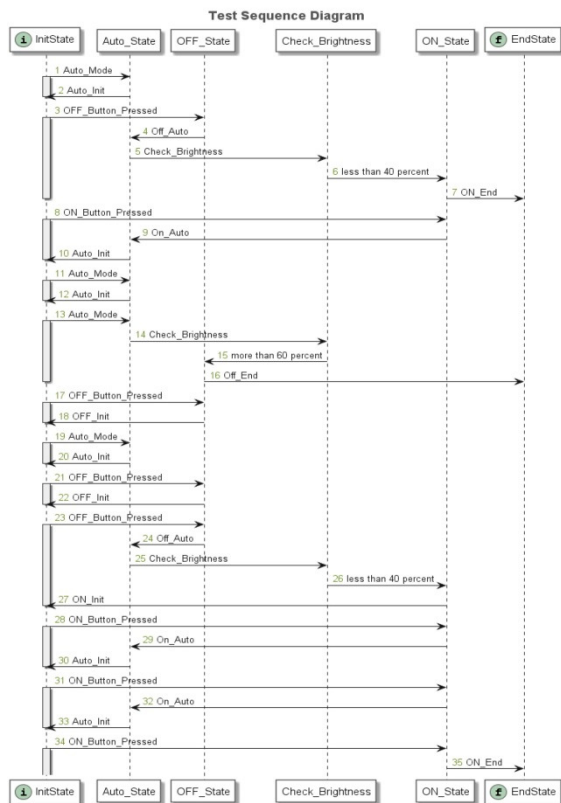 Test Sequence Diagram
i InitState Auto_State OFF_State Check_Brightness ON_State f EndState
1 Auto_Mode
2 Auto_Init
3 OFF_Button_Pressed
4 Off_Auto
5 Check_Brightness
6 less than 40 percent
7 ON_End
8 ON_Button_Pressed
9 On_Auto
10 Auto_Init
11 Auto_Mode
12 Auto_Init
13 Auto_Mode
14 Check_Brightness
15 more than 60 percent
16 Off_End
17 OFF_Button_Pressed
18 OFF_Init
19 Auto_Mode
20 Auto_Init
21 OFF_Button_Pressed
22 OFF_Init
23 OFF_Button_Pressed
24 Off_Auto
25 Check_Brightness
26 less than 40 percent
27 ON_Init
28 ON_Button_Pressed
29 On_Auto
30 Auto_Init
31 ON_Button_Pressed
32 On_Auto
33 Auto_Init
34 ON_Button_Pressed
35 ON_End
i InitState Auto_State OFF_State Check_Brightness ON_State f EndState